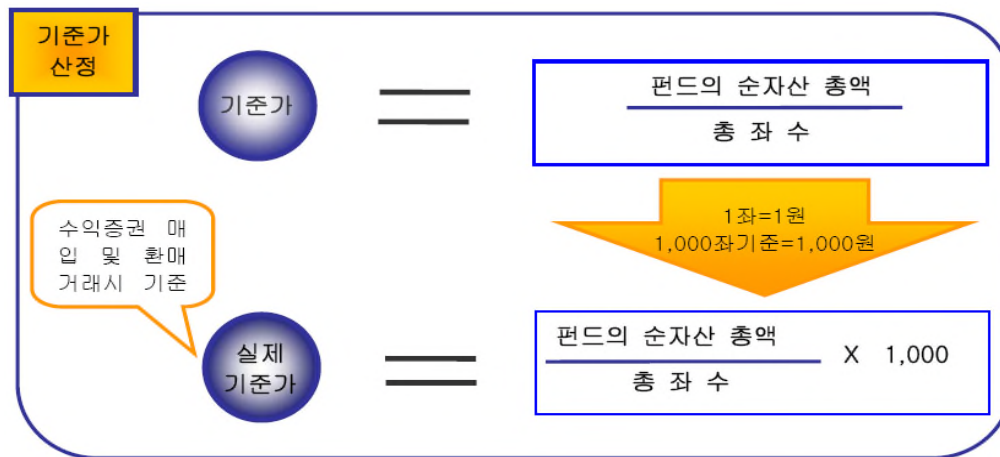 기준가
산정
기준가
펀드의 순자산 총액
총 좌 수
1좌=1원
1,000좌기준=1,000원
수익증권 매
입 및 환매
거래시 기준
실제
기준가
펀드의 순자산 총액
총 좌 수
X 1,000